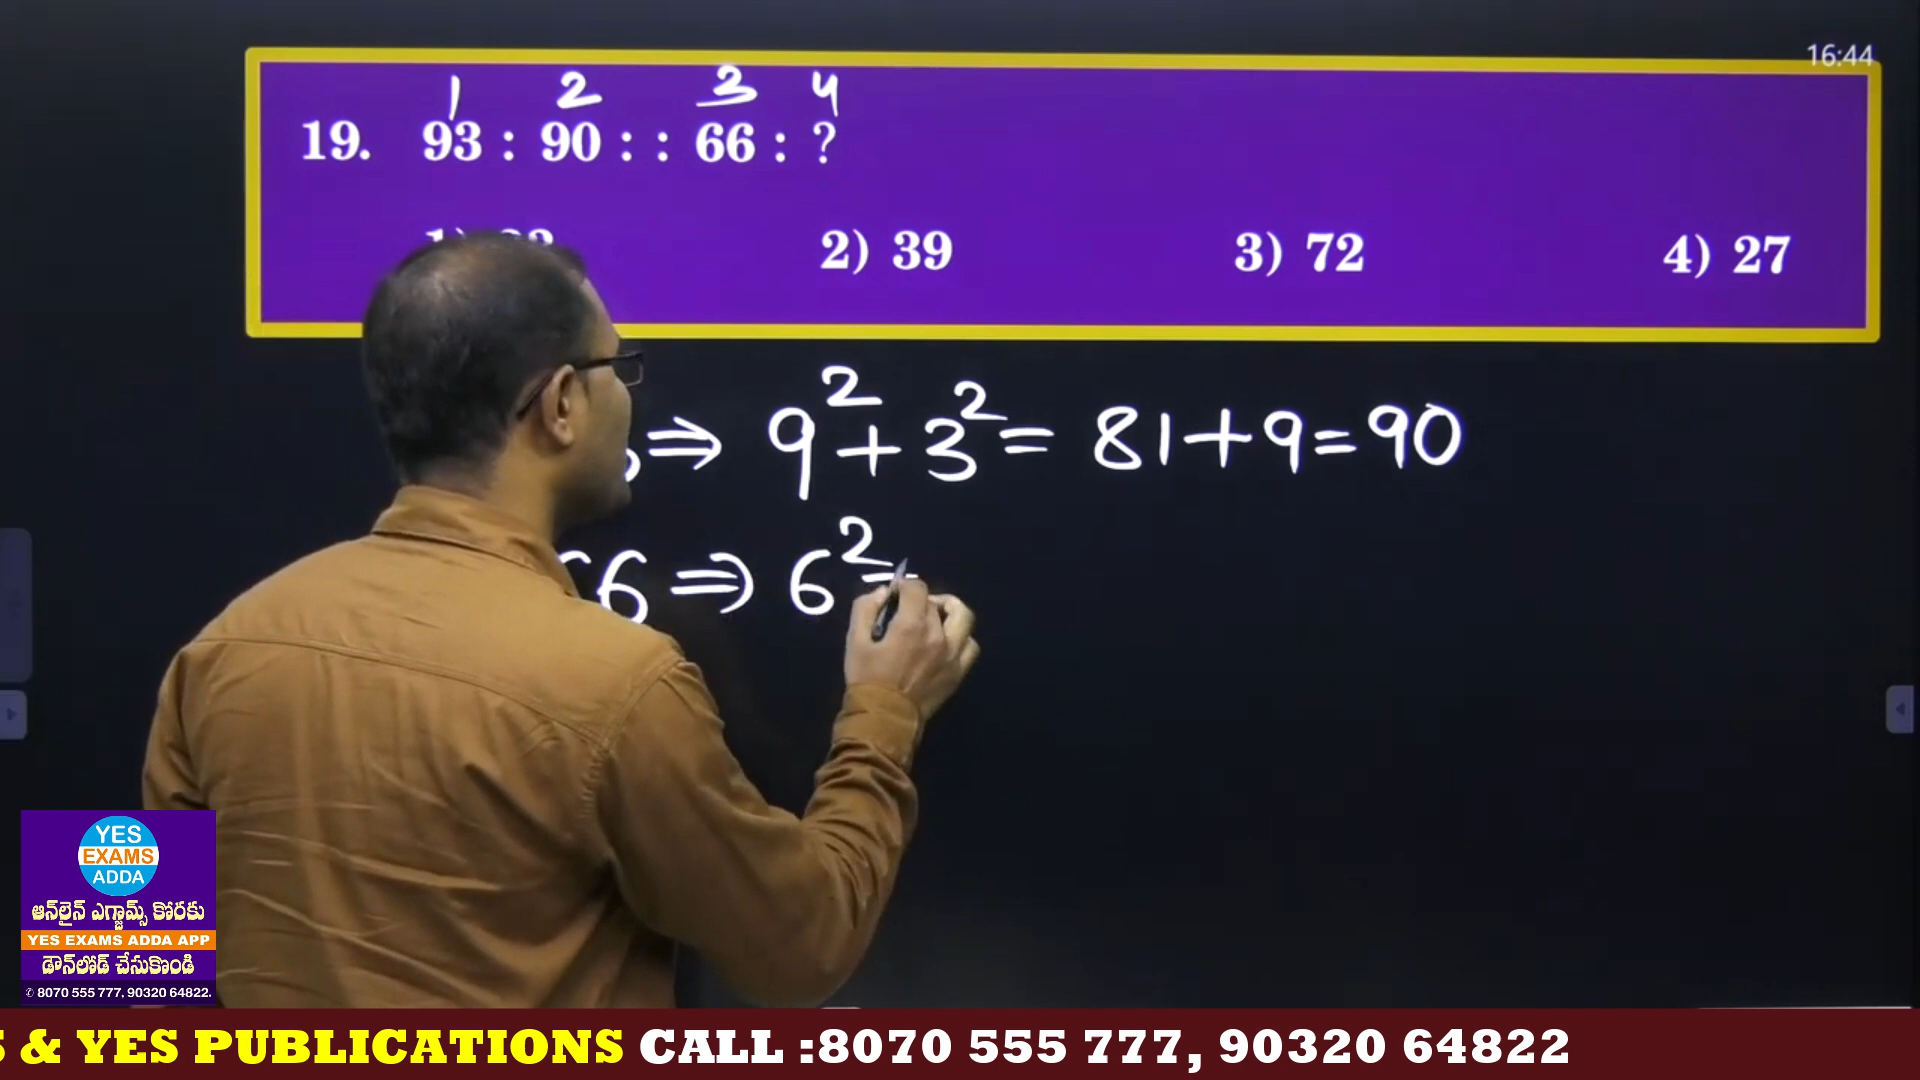 16:44
1 2 3 4
19. 93 : 90 : : 66 : ?
2) 39 3) 72 4) 27
⇒ 9² + 3² = 81 + 9 = 90
66 ⇒ 6²
YES
EXAMS
ADDA
ఆన్‌లైన్ ఎగ్జామ్స్ కోరకు
YES EXAMS ADDA APP
డౌన్‌లోడ్ చేసుకొండి
✆ 8070 555 777, 90320 64822.
& YES PUBLICATIONS CALL :8070 555 777, 90320 64822